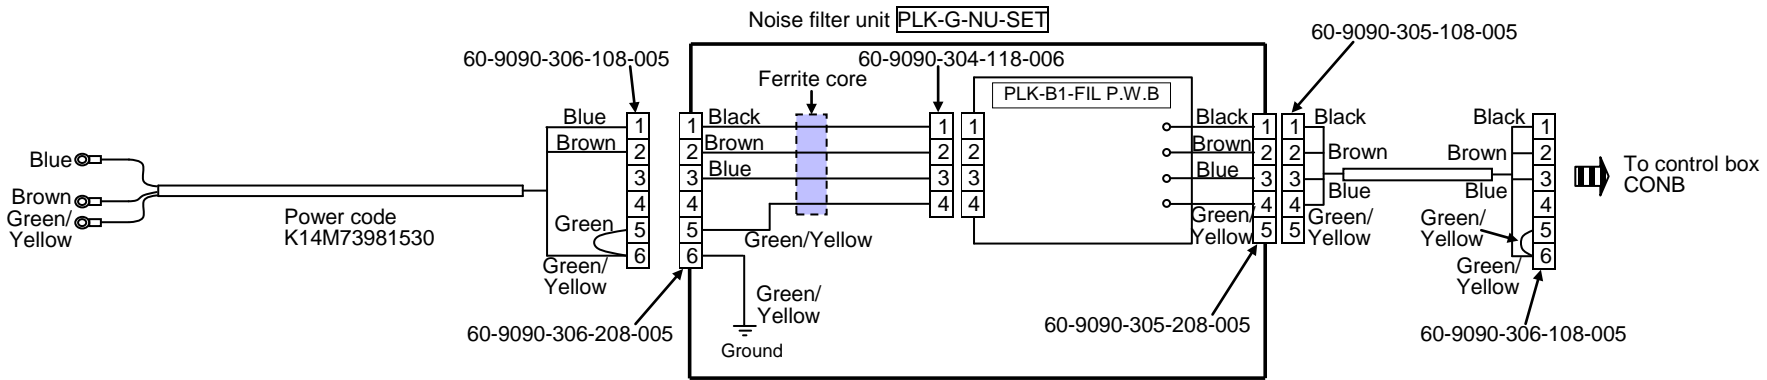 Noise filter unit PLK-G-NU-SET
60-9090-306-108-005
60-9090-304-118-006
60-9090-305-108-005
Ferrite core
PLK-B1-FIL P.W.B
Blue
Brown
Green/
Yellow
Power code
K14M73981530
Blue
Brown
Green
Green/
Yellow
1
2
3
4
5
6
1
2
3
4
5
6
Black
Brown
Blue
Green/Yellow
Green/
Yellow
Ground
60-9090-306-208-005
1
2
3
4
1
2
3
4
Black
Brown
Blue
Green/
Yellow
1
2
3
4
5
1
2
3
4
5
60-9090-305-208-005
Black
Brown
Blue
Green/
Yellow
Black
Brown
Blue
Green/
Yellow
Green/
Yellow
1
2
3
4
5
6
60-9090-306-108-005
To control box
CONB